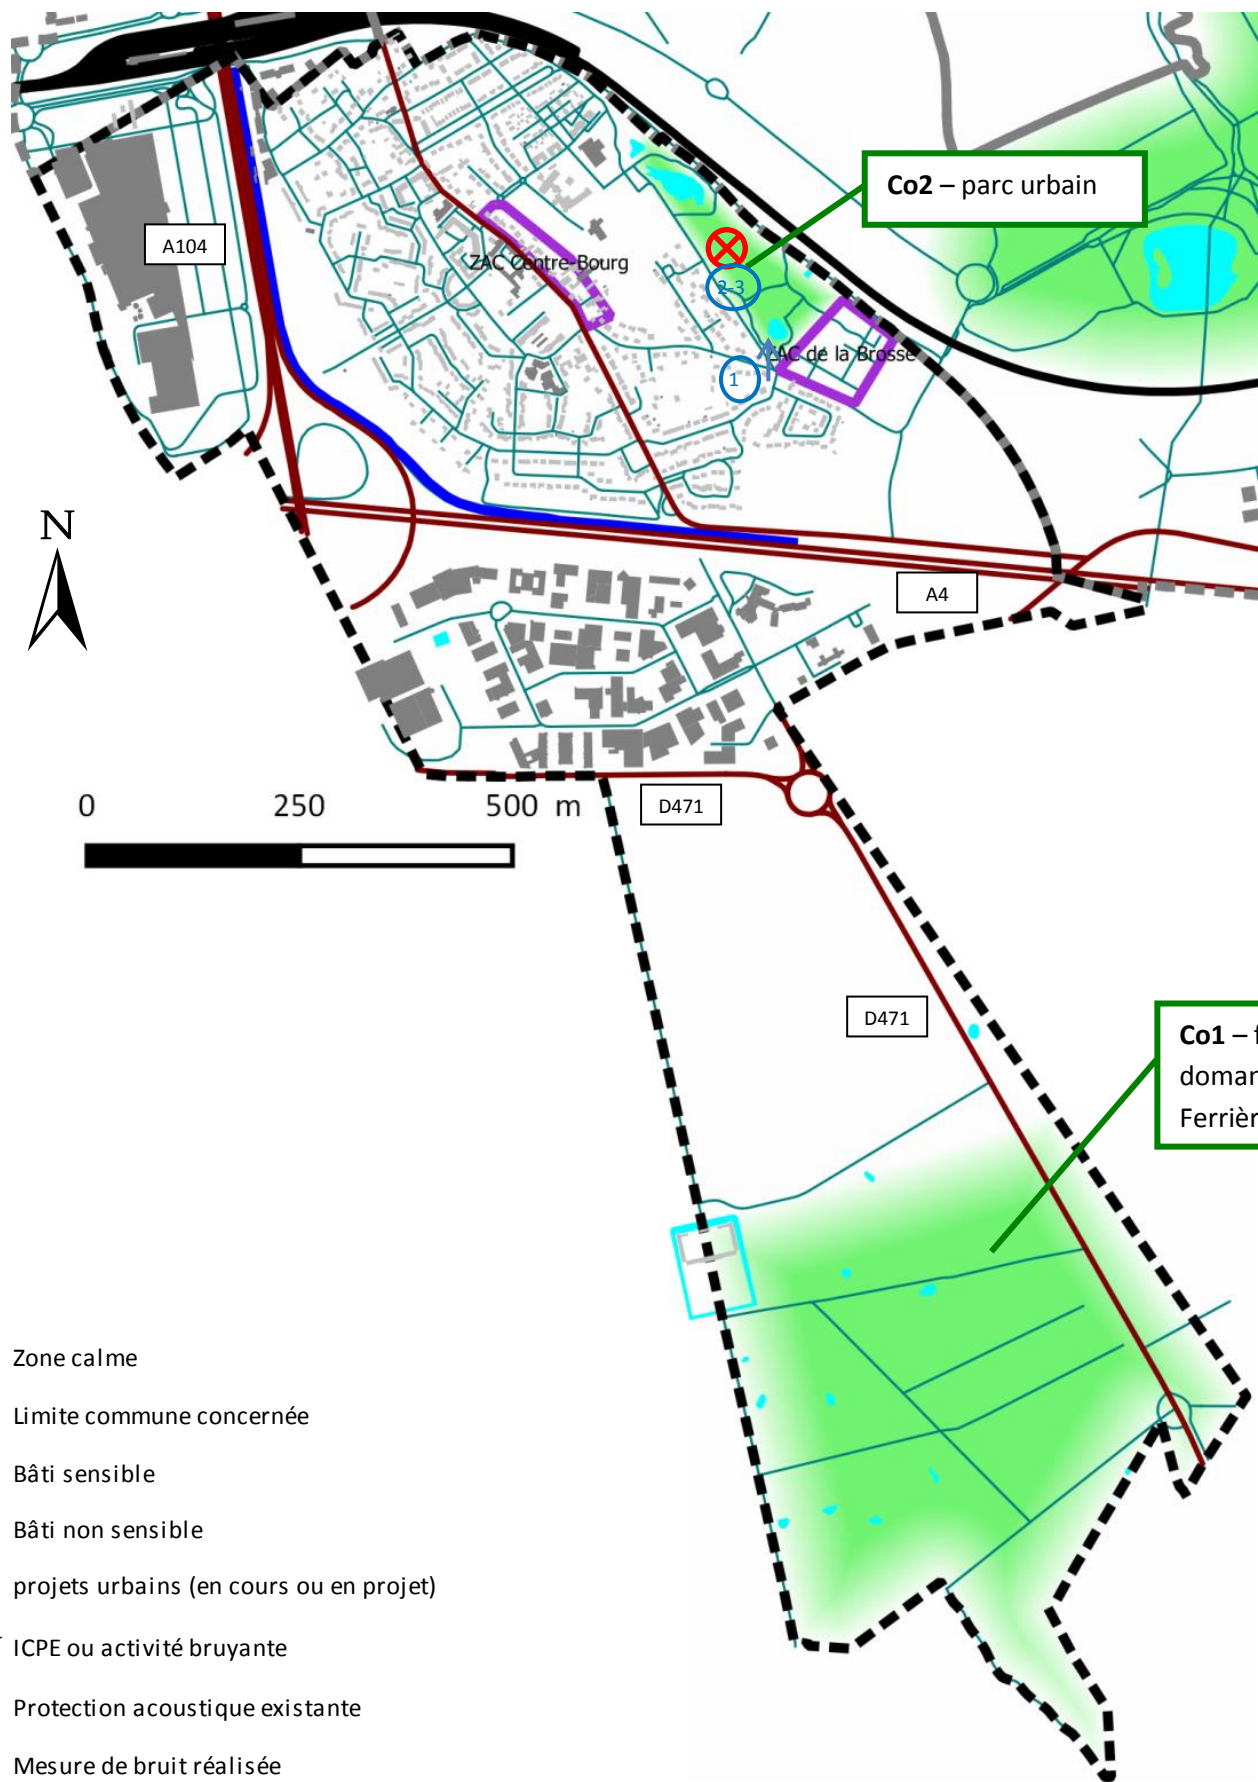 Co2 – parc urbain
A104
ZAC Centre-Bourg
2-3
ZAC de la Brosse
1
N
A4
0 250 500 m
D471
D471
Co1 –
Zone calme
Limite commune concernée
Bâti sensible
Bâti non sensible
projets urbains (en cours ou en projet)
ICPE ou activité bruyante
Protection acoustique existante
Mesure de bruit réalisée